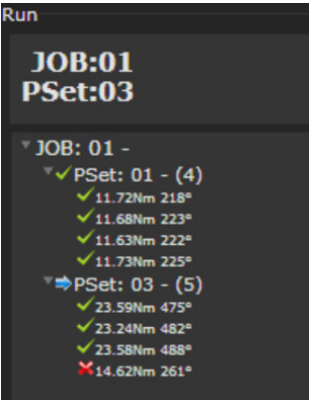 Run
JOB:01
PSet:03
JOB: 01 -
PSet: 01 - (4)
11.72Nm 218°
11.68Nm 223°
11.63Nm 222°
11.73Nm 225°
PSet: 03 - (5)
23.59Nm 475°
23.24Nm 482°
23.58Nm 488°
14.62Nm 261°